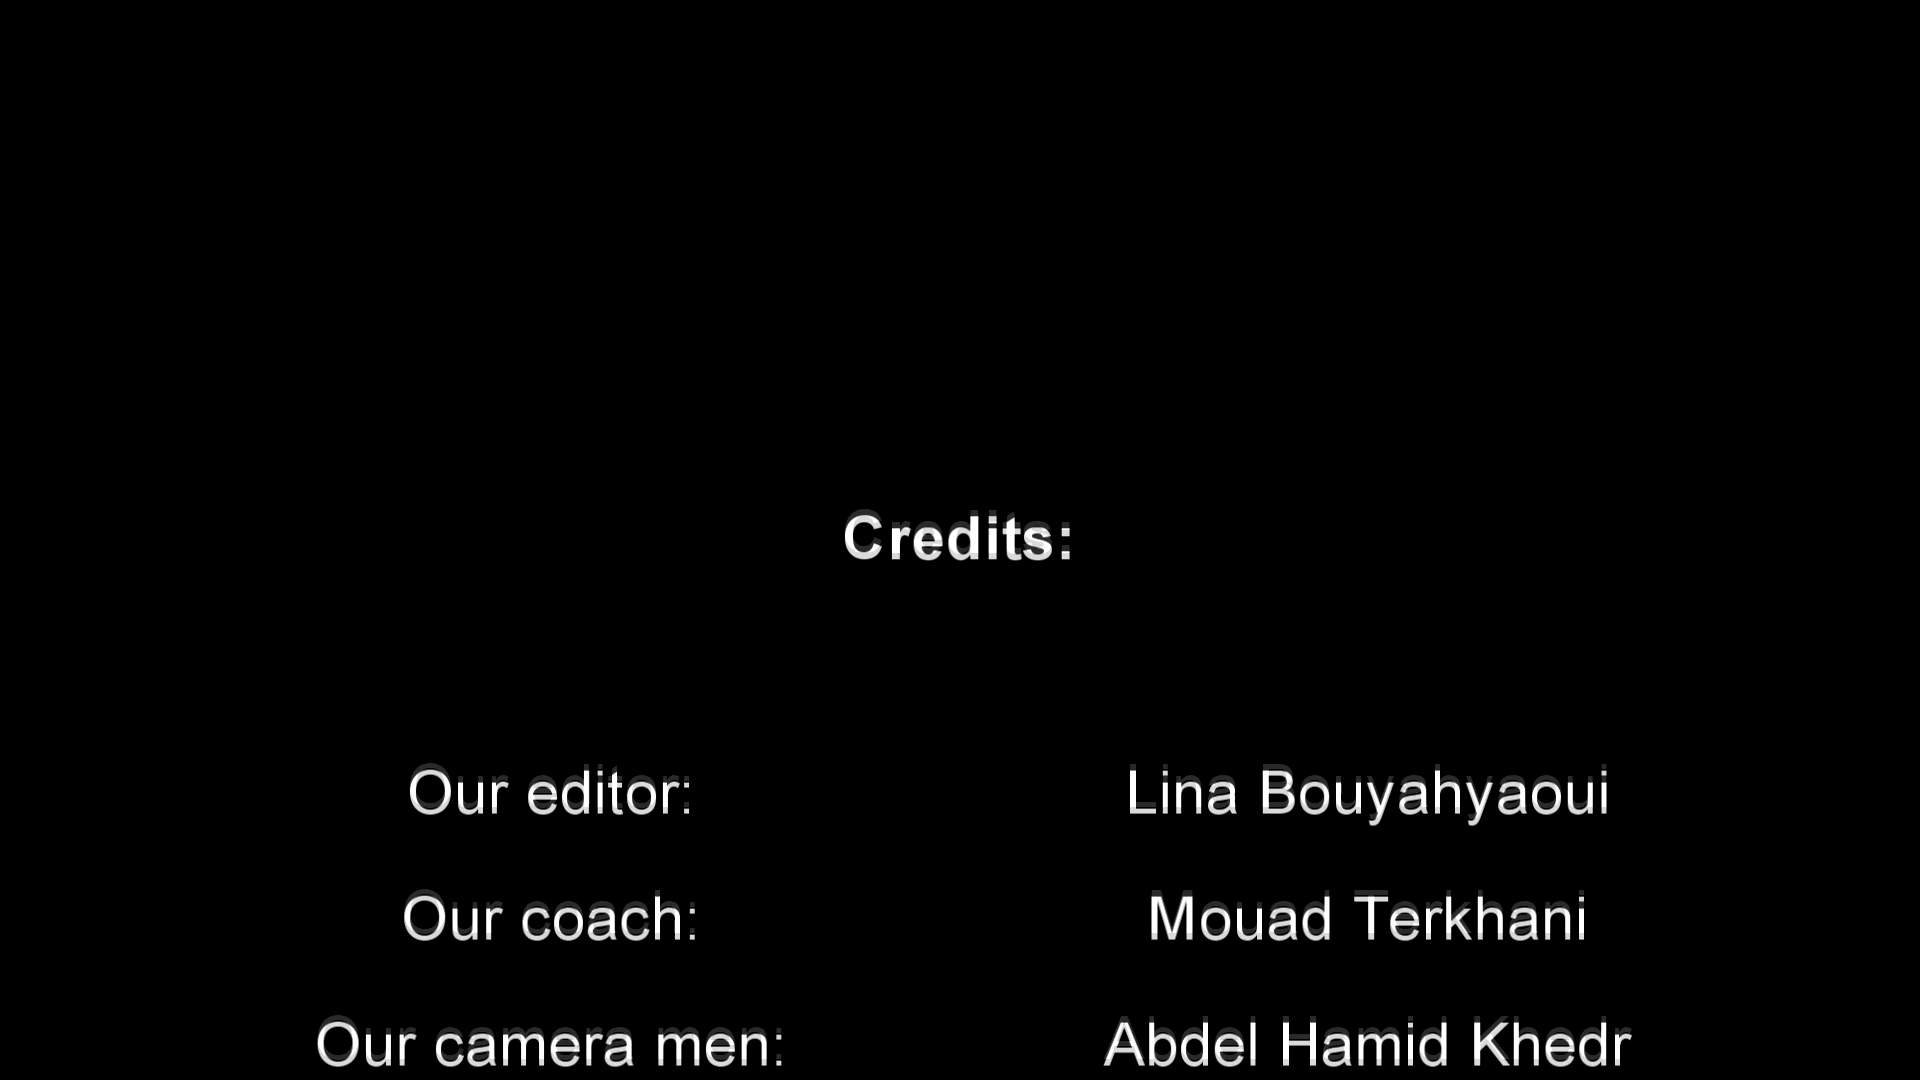 Credits:
Our editor: Lina Bouyahyaoui
Our coach: Mouad Terkhani
Our camera men: Abdel Hamid Khedr